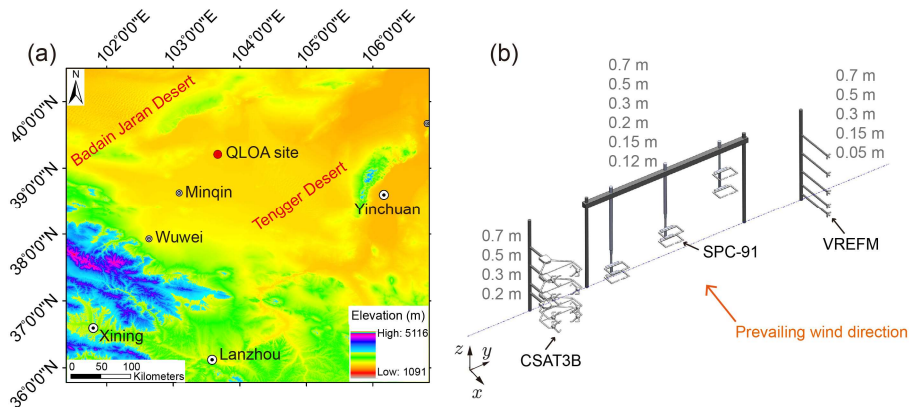 (a)
102°0'0"E
103°0'0"E
104°0'0"E
105°0'0"E
106°0'0"E
40°0'0"N
39°0'0"N
38°0'0"N
37°0'0"N
36°0'0"N
N
Badain Jaran Desert
QLOA site
Minqin
Tengger Desert
Yinchuan
Wuwei
Xining
Lanzhou
Elevation (m)
High: 5116
Low: 1091
0 50 100
Kilometers
(b)
0.7 m
0.5 m
0.3 m
0.2 m
0.15 m
0.12 m
0.7 m
0.5 m
0.3 m
0.15 m
0.05 m
0.7 m
0.5 m
0.3 m
0.2 m
SPC-91
VREFM
CSAT3B
Prevailing wind direction
z
y
x